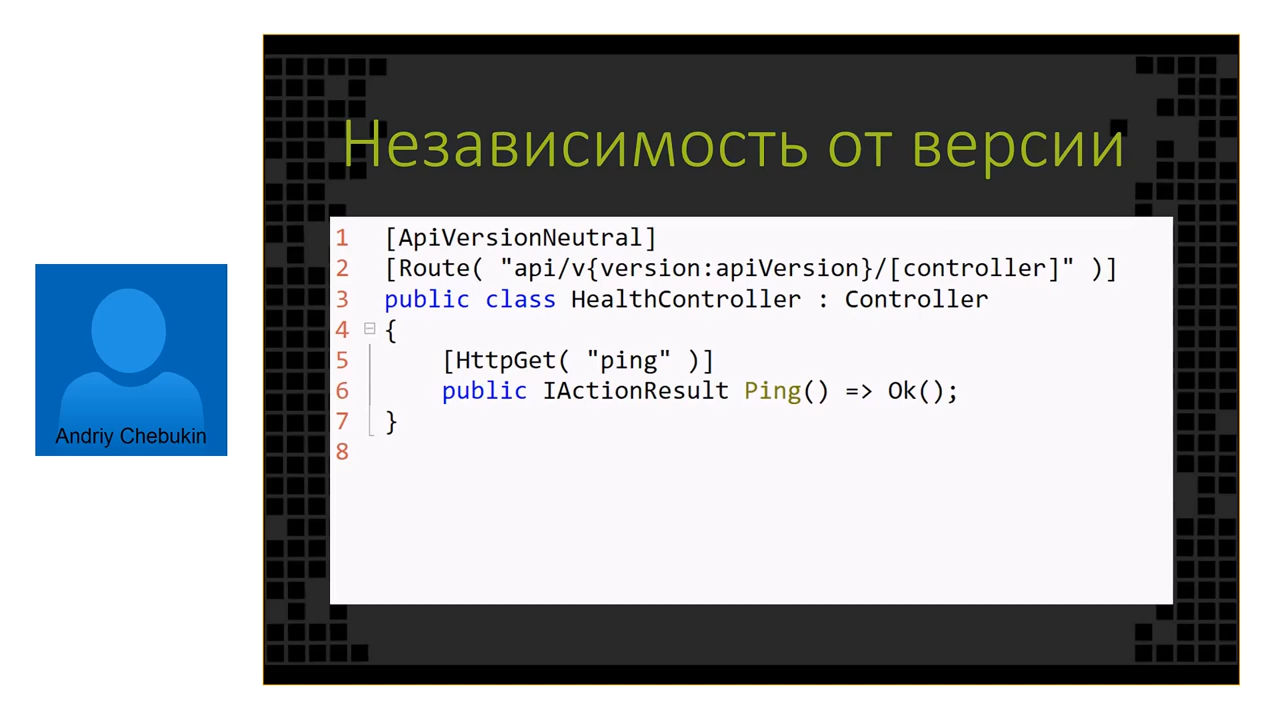 Независимость от версии
1 [ApiVersionNeutral]
2 [Route( "api/v{version:apiVersion}/[controller]" )]
3 public class HealthController : Controller
4 {
5 [HttpGet( "ping" )]
6 public IActionResult Ping() => Ok();
7 }
8
Andriy Chebukin